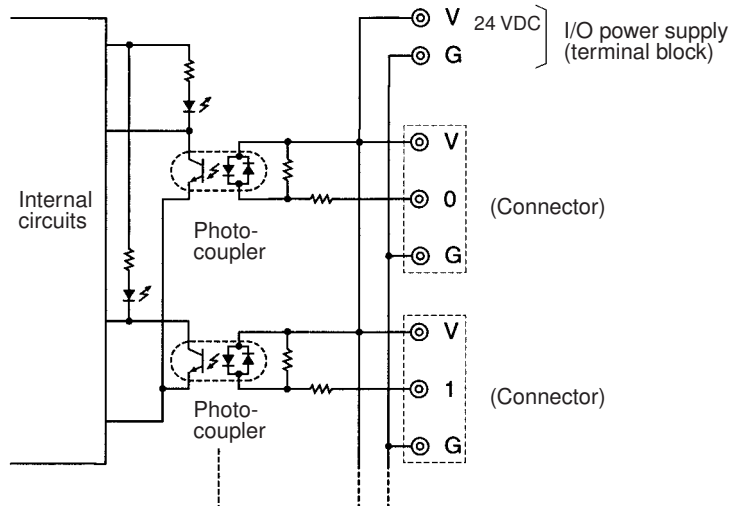 V 24 VDC
I/O power supply
(terminal block)
G
V
Internal
circuits
0
(Connector)
Photo-
coupler
G
V
1
(Connector)
Photo-
coupler
G